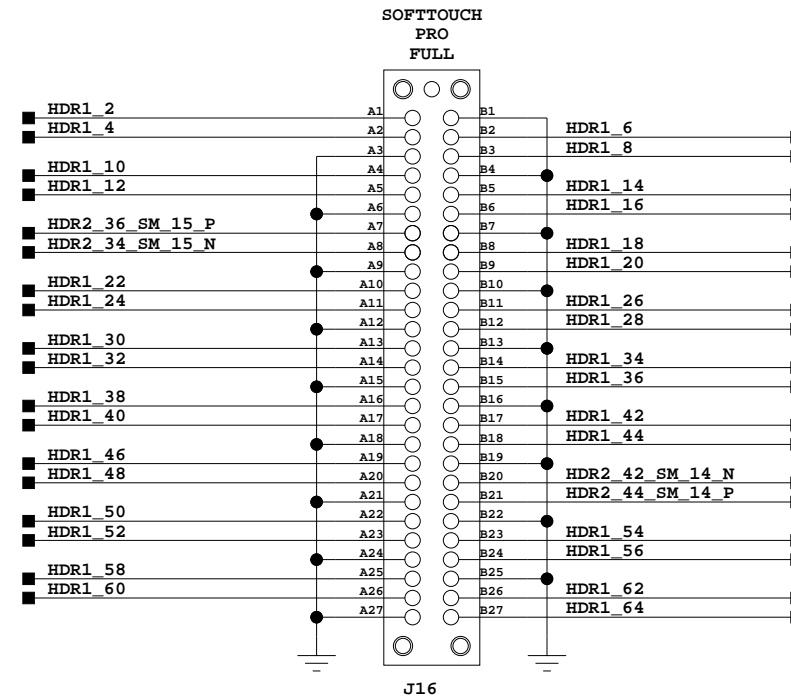 SOFTTOUCH
PRO
FULL
HDR1_2 A1 B1
HDR1_4 A2 B2 HDR1_6
A3 B3 HDR1_8
HDR1_10 A4 B4
HDR1_12 A5 B5 HDR1_14
A6 B6 HDR1_16
HDR2_36_SM_15_P A7 B7
HDR2_34_SM_15_N A8 B8 HDR1_18
A9 B9 HDR1_20
HDR1_22 A10 B10
HDR1_24 A11 B11 HDR1_26
A12 B12 HDR1_28
HDR1_30 A13 B13
HDR1_32 A14 B14 HDR1_34
A15 B15 HDR1_36
HDR1_38 A16 B16
HDR1_40 A17 B17 HDR1_42
A18 B18 HDR1_44
HDR1_46 A19 B19
HDR1_48 A20 B20 HDR2_42_SM_14_N
A21 B21 HDR2_44_SM_14_P
HDR1_50 A22 B22
HDR1_52 A23 B23 HDR1_54
A24 B24 HDR1_56
HDR1_58 A25 B25
HDR1_60 A26 B26 HDR1_62
A27 B27 HDR1_64
J16